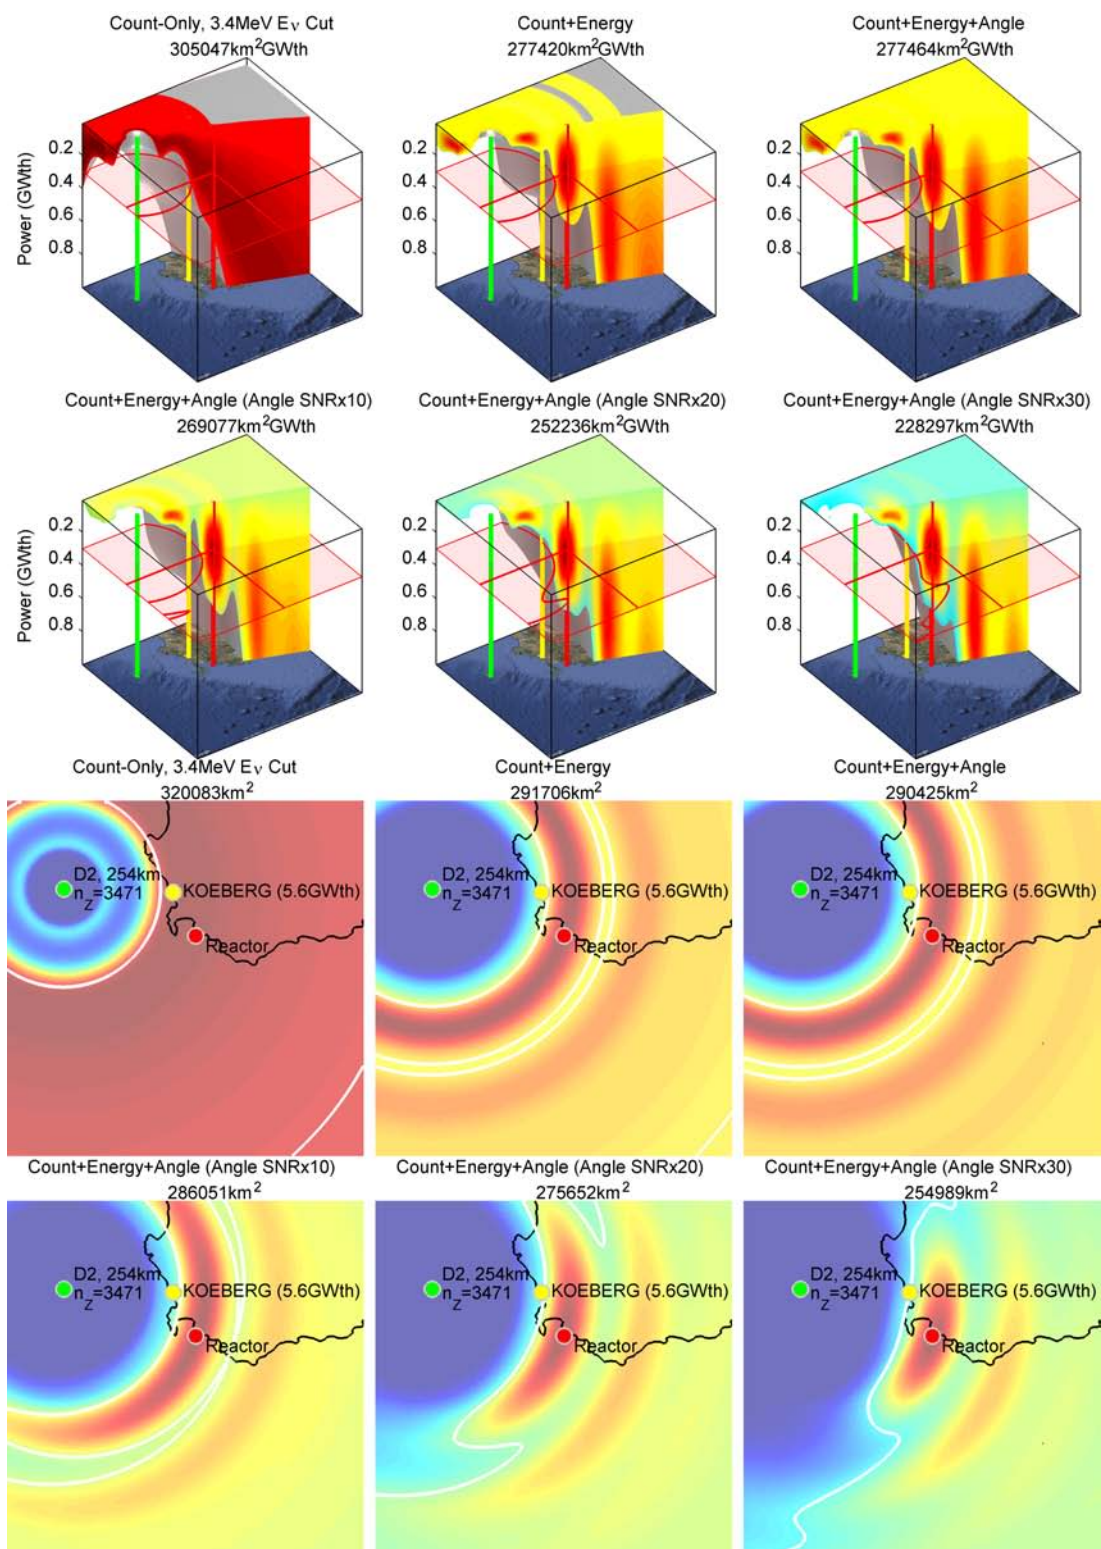 Count-Only, 3.4MeV Eν Cut
305047km²GWth
Count+Energy
277420km²GWth
Count+Energy+Angle
277464km²GWth
Power (GWth)
0.2
0.4
0.6
0.8
0.2
0.4
0.6
0.8
0.2
0.4
0.6
0.8
Count+Energy+Angle (Angle SNRx10)
269077km²GWth
Count+Energy+Angle (Angle SNRx20)
252236km²GWth
Count+Energy+Angle (Angle SNRx30)
228297km²GWth
Power (GWth)
0.2
0.4
0.6
0.8
0.2
0.4
0.6
0.8
0.2
0.4
0.6
0.8
Count-Only, 3.4MeV Eν Cut
320083km²
Count+Energy
291706km²
Count+Energy+Angle
290425km²
D2, 254km
n_Z=3471
KOEBERG (5.6GWth)
Reactor
D2, 254km
n_Z=3471
KOEBERG (5.6GWth)
Reactor
D2, 254km
n_Z=3471
KOEBERG (5.6GWth)
Reactor
Count+Energy+Angle (Angle SNRx10)
286051km²
Count+Energy+Angle (Angle SNRx20)
275652km²
Count+Energy+Angle (Angle SNRx30)
254989km²
D2, 254km
n_Z=3471
KOEBERG (5.6GWth)
Reactor
D2, 254km
n_Z=3471
KOEBERG (5.6GWth)
Reactor
D2, 254km
n_Z=3471
KOEBERG (5.6GWth)
Reactor